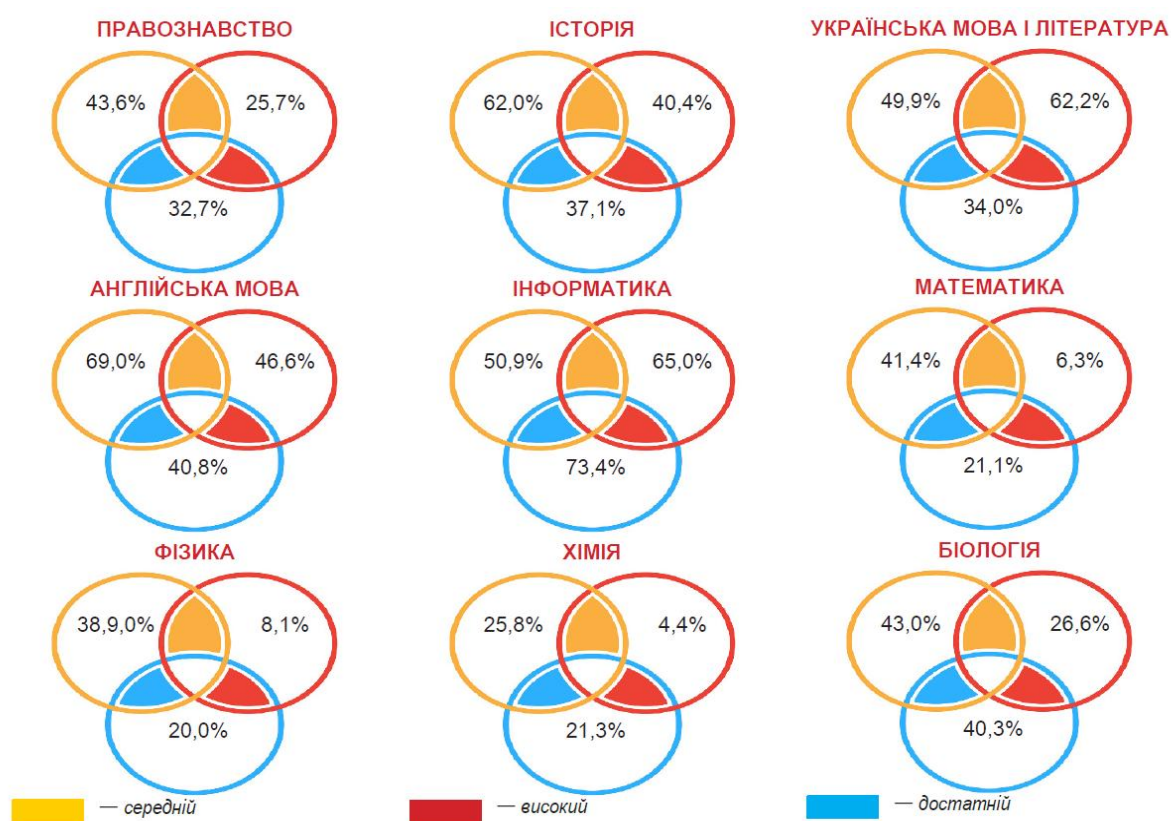 ПРАВОЗНАВСТВО
43,6%
25,7%
32,7%
ІСТОРІЯ
62,0%
40,4%
37,1%
УКРАЇНСЬКА МОВА І ЛІТЕРАТУРА
49,9%
62,2%
34,0%
АНГЛІЙСЬКА МОВА
69,0%
46,6%
40,8%
ІНФОРМАТИКА
50,9%
65,0%
73,4%
МАТЕМАТИКА
41,4%
6,3%
21,1%
ФІЗИКА
38,9,0%
8,1%
20,0%
ХІМІЯ
25,8%
4,4%
21,3%
БІОЛОГІЯ
43,0%
26,6%
40,3%
— середній
— високий
— достатній